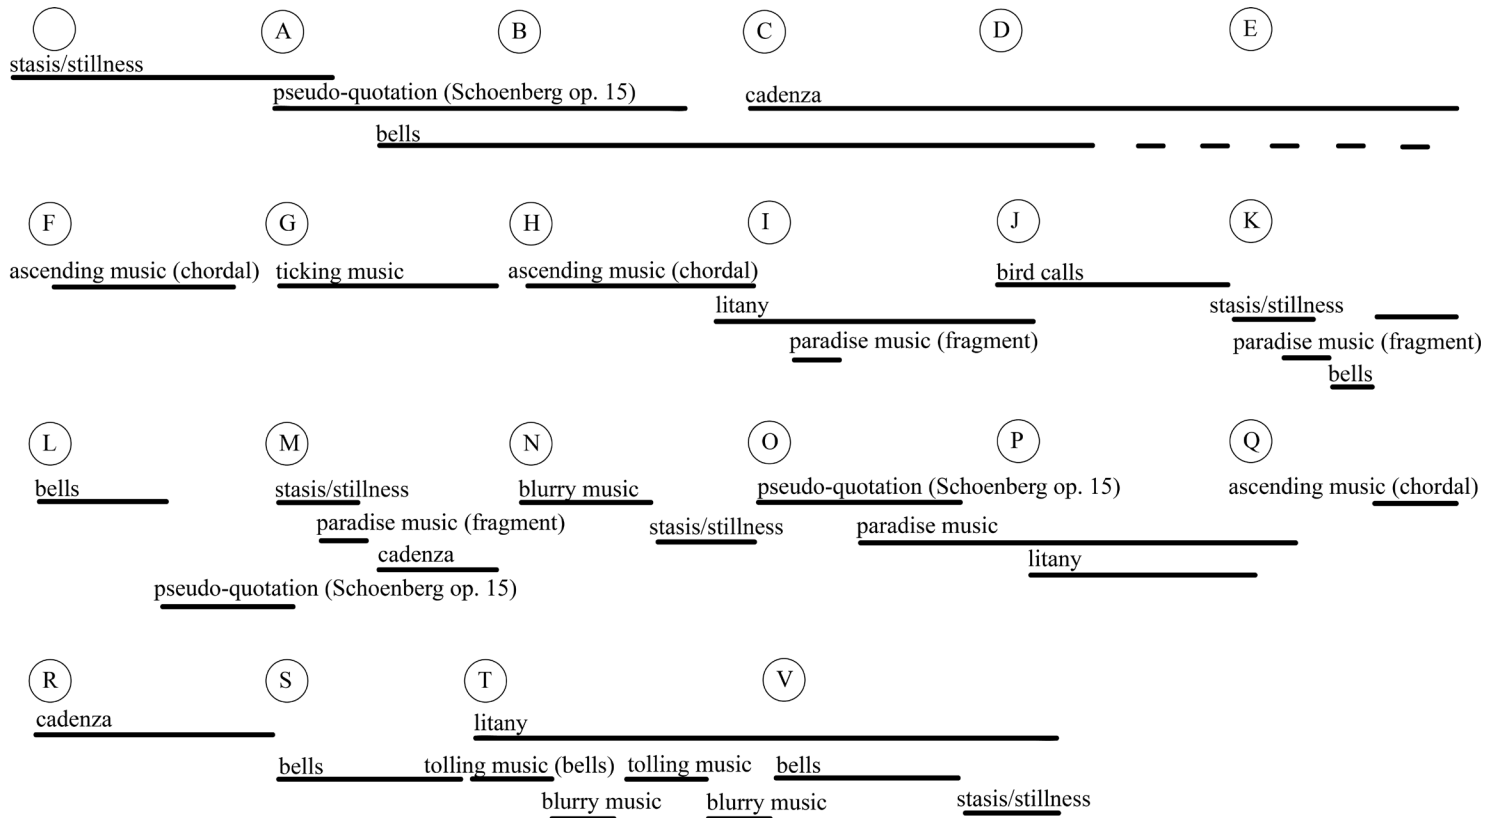 A B C D E
stasis/stillness
pseudo-quotation (Schoenberg op. 15) cadenza
bells
F G H I J K
ascending music (chordal) ticking music ascending music (chordal) bird calls
litany stasis/stillness
paradise music (fragment) paradise music (fragment)
bells
L M N O P Q
bells stasis/stillness blurry music pseudo-quotation (Schoenberg op. 15) ascending music (chordal)
paradise music (fragment) stasis/stillness paradise music
cadenza litany
pseudo-quotation (Schoenberg op. 15)
R S T V
cadenza litany
bells tolling music (bells) tolling music bells
blurry music blurry music stasis/stillness